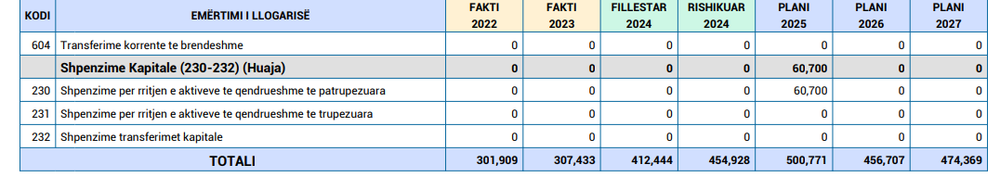 KODI EMËRTIMI I LLOGARISË FAKTI 2022 FAKTI 2023 FILLESTAR 2024 RISHIKUAR 2024 PLANI 2025 PLANI 2026 PLANI 2027
604 Transferime korrente te brendeshme 0 0 0 0 0 0 0
Shpenzime Kapitale (230-232) (Huaja) 0 0 0 0 60,700 0 0
230 Shpenzime per rritjen e aktiveve te qendrueshme te patrupezuara 0 0 0 0 60,700 0 0
231 Shpenzime per rritjen e aktiveve te qendrueshme te trupezuara 0 0 0 0 0 0 0
232 Shpenzime transferimet kapitale 0 0 0 0 0 0 0
TOTALI 301,909 307,433 412,444 454,928 500,771 456,707 474,369